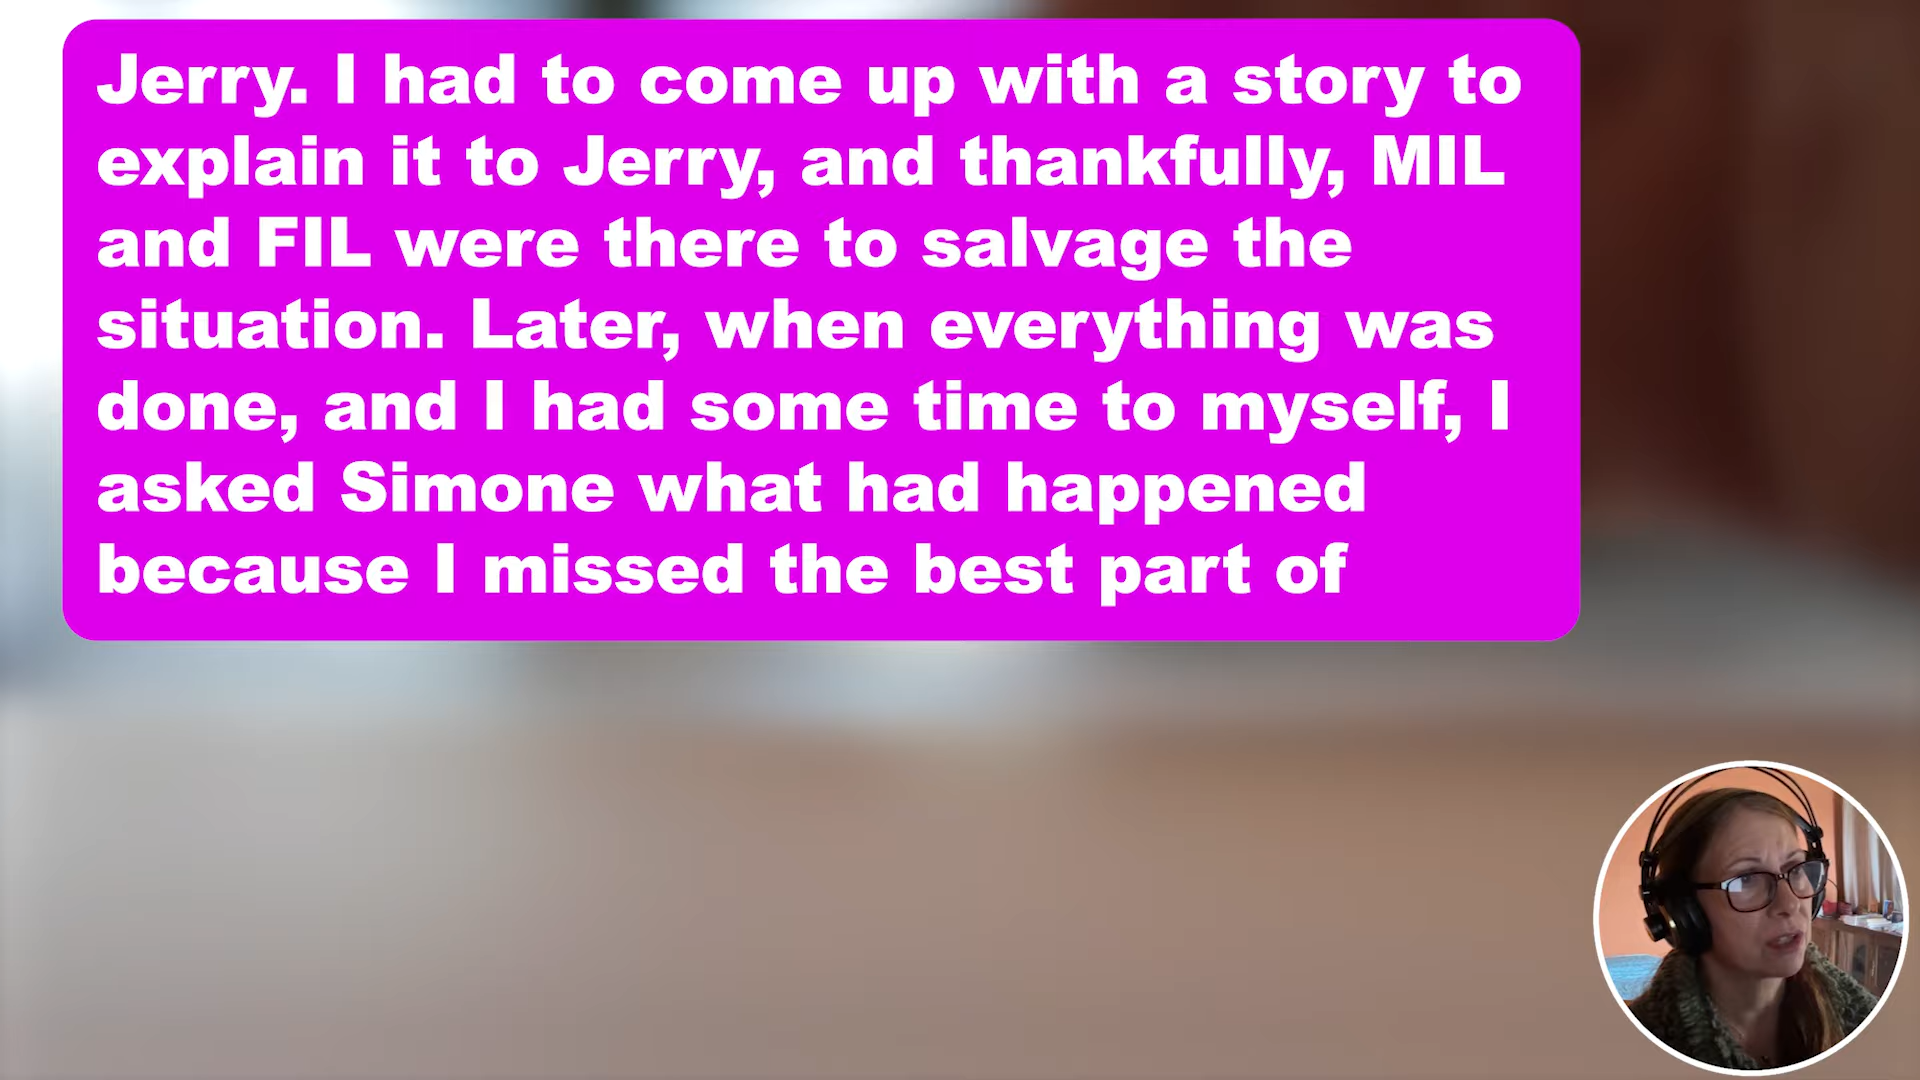 Jerry. I had to come up with a story to
explain it to Jerry, and thankfully, MIL
and FIL were there to salvage the
situation. Later, when everything was
done, and I had some time to myself, I
asked Simone what had happened
because I missed the best part of